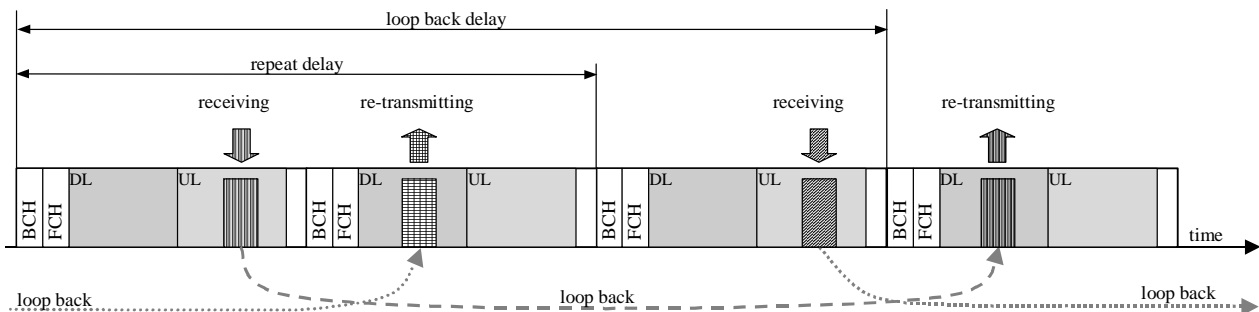 loop back delay
repeat delay
receiving
re-transmitting
receiving
re-transmitting
BCH
FCH
DL
UL
BCH
FCH
DL
UL
BCH
FCH
DL
UL
BCH
FCH
DL
UL
time
loop back
loop back
loop back